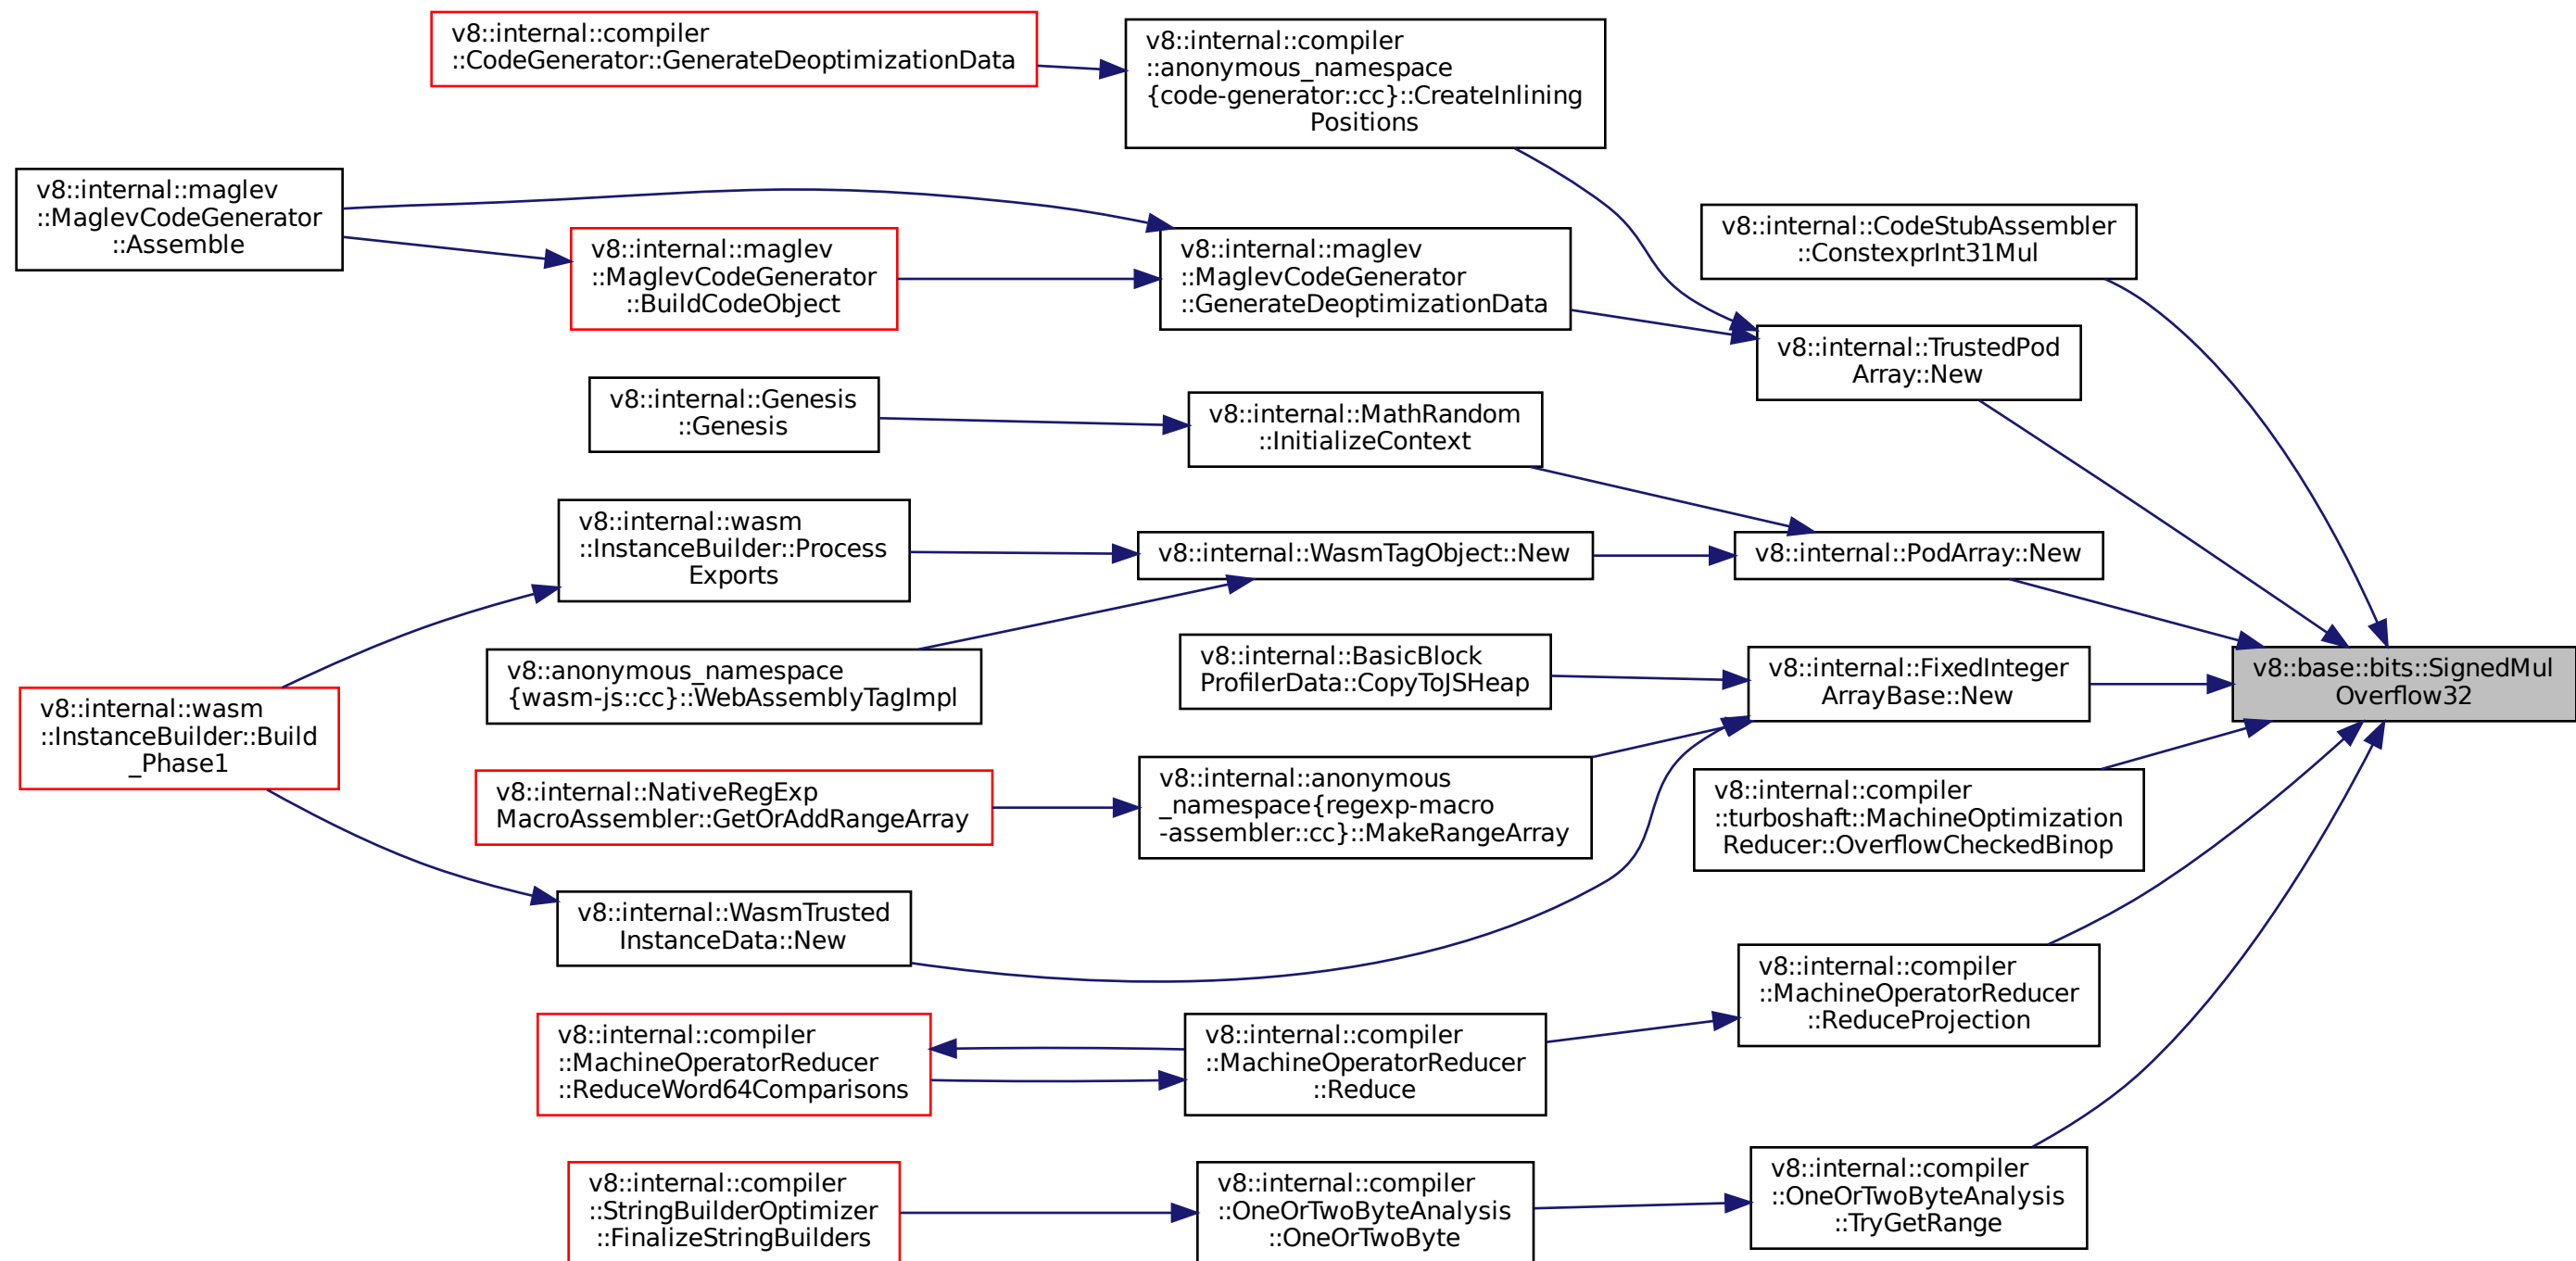 v8::internal::compiler
::CodeGenerator::GenerateDeoptimizationData
v8::internal::compiler
::anonymous_namespace
{code-generator::cc}::CreateInlining
Positions
v8::internal::maglev
::MaglevCodeGenerator
::Assemble
v8::internal::maglev
::MaglevCodeGenerator
::BuildCodeObject
v8::internal::maglev
::MaglevCodeGenerator
::GenerateDeoptimizationData
v8::internal::CodeStubAssembler
::ConstexprInt31Mul
v8::internal::TrustedPod
Array::New
v8::internal::Genesis
::Genesis
v8::internal::MathRandom
::InitializeContext
v8::internal::wasm
::InstanceBuilder::Process
Exports
v8::internal::WasmTagObject::New
v8::internal::PodArray::New
v8::anonymous_namespace
{wasm-js::cc}::WebAssemblyTagImpl
v8::internal::BasicBlock
ProfilerData::CopyToJSHeap
v8::internal::FixedInteger
ArrayBase::New
v8::base::bits::SignedMul
Overflow32
v8::internal::wasm
::InstanceBuilder::Build
_Phase1
v8::internal::NativeRegExp
MacroAssembler::GetOrAddRangeArray
v8::internal::anonymous
_namespace{regexp-macro
-assembler::cc}::MakeRangeArray
v8::internal::compiler
::turboshaft::MachineOptimization
Reducer::OverflowCheckedBinop
v8::internal::WasmTrusted
InstanceData::New
v8::internal::compiler
::MachineOperatorReducer
::ReduceProjection
v8::internal::compiler
::MachineOperatorReducer
::ReduceWord64Comparisons
v8::internal::compiler
::MachineOperatorReducer
::Reduce
v8::internal::compiler
::StringBuilderOptimizer
::FinalizeStringBuilders
v8::internal::compiler
::OneOrTwoByteAnalysis
::OneOrTwoByte
v8::internal::compiler
::OneOrTwoByteAnalysis
::TryGetRange